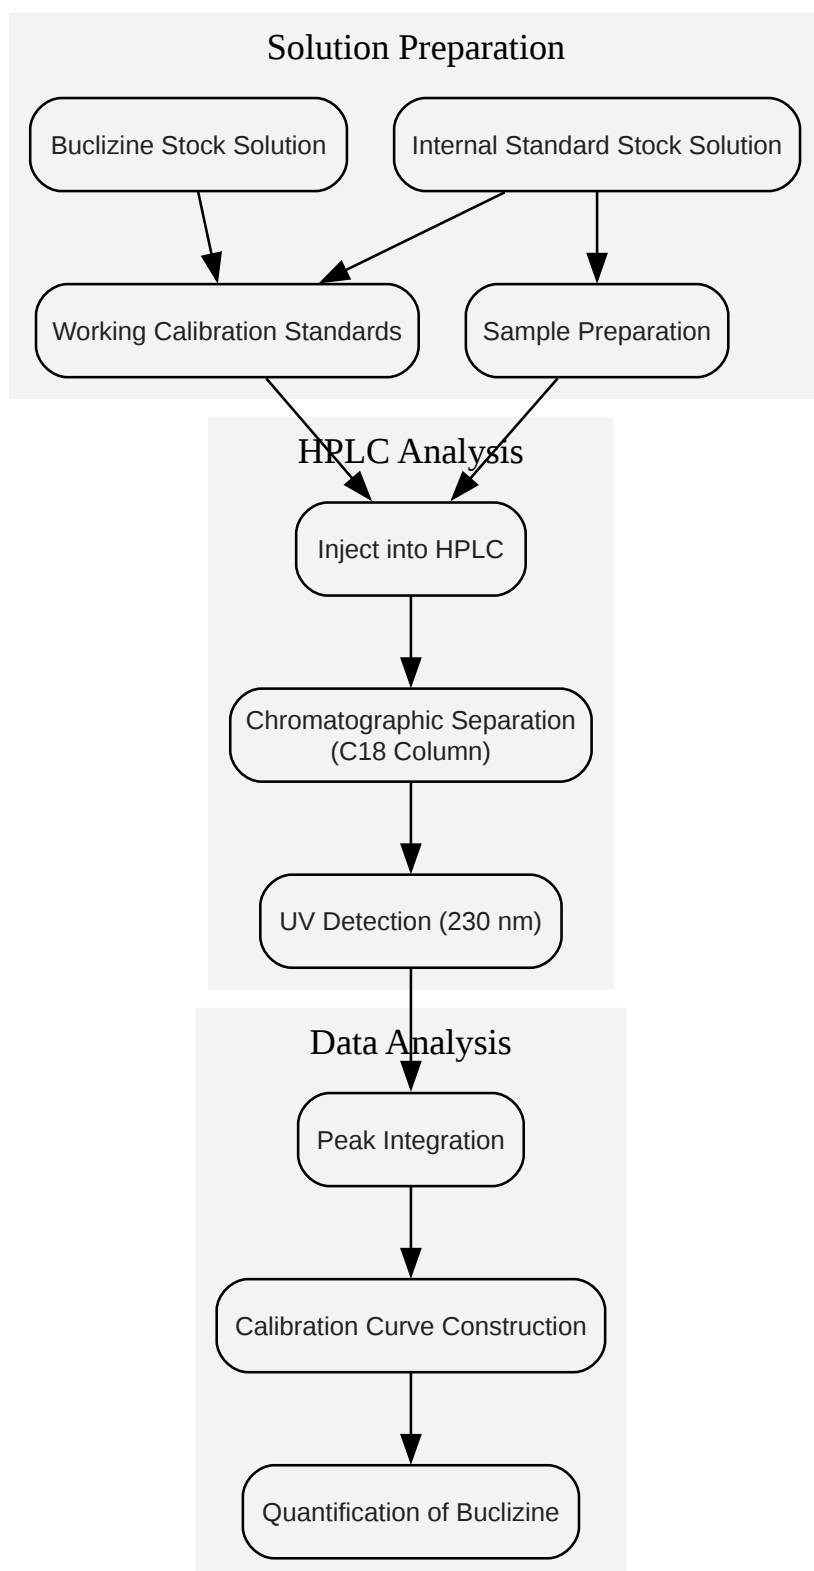 Solution Preparation
Buclizine Stock Solution
Internal Standard Stock Solution
Working Calibration Standards
Sample Preparation
HPLC Analysis
Inject into HPLC
Chromatographic Separation
(C18 Column)
UV Detection (230 nm)
Data Analysis
Peak Integration
Calibration Curve Construction
Quantification of Buclizine